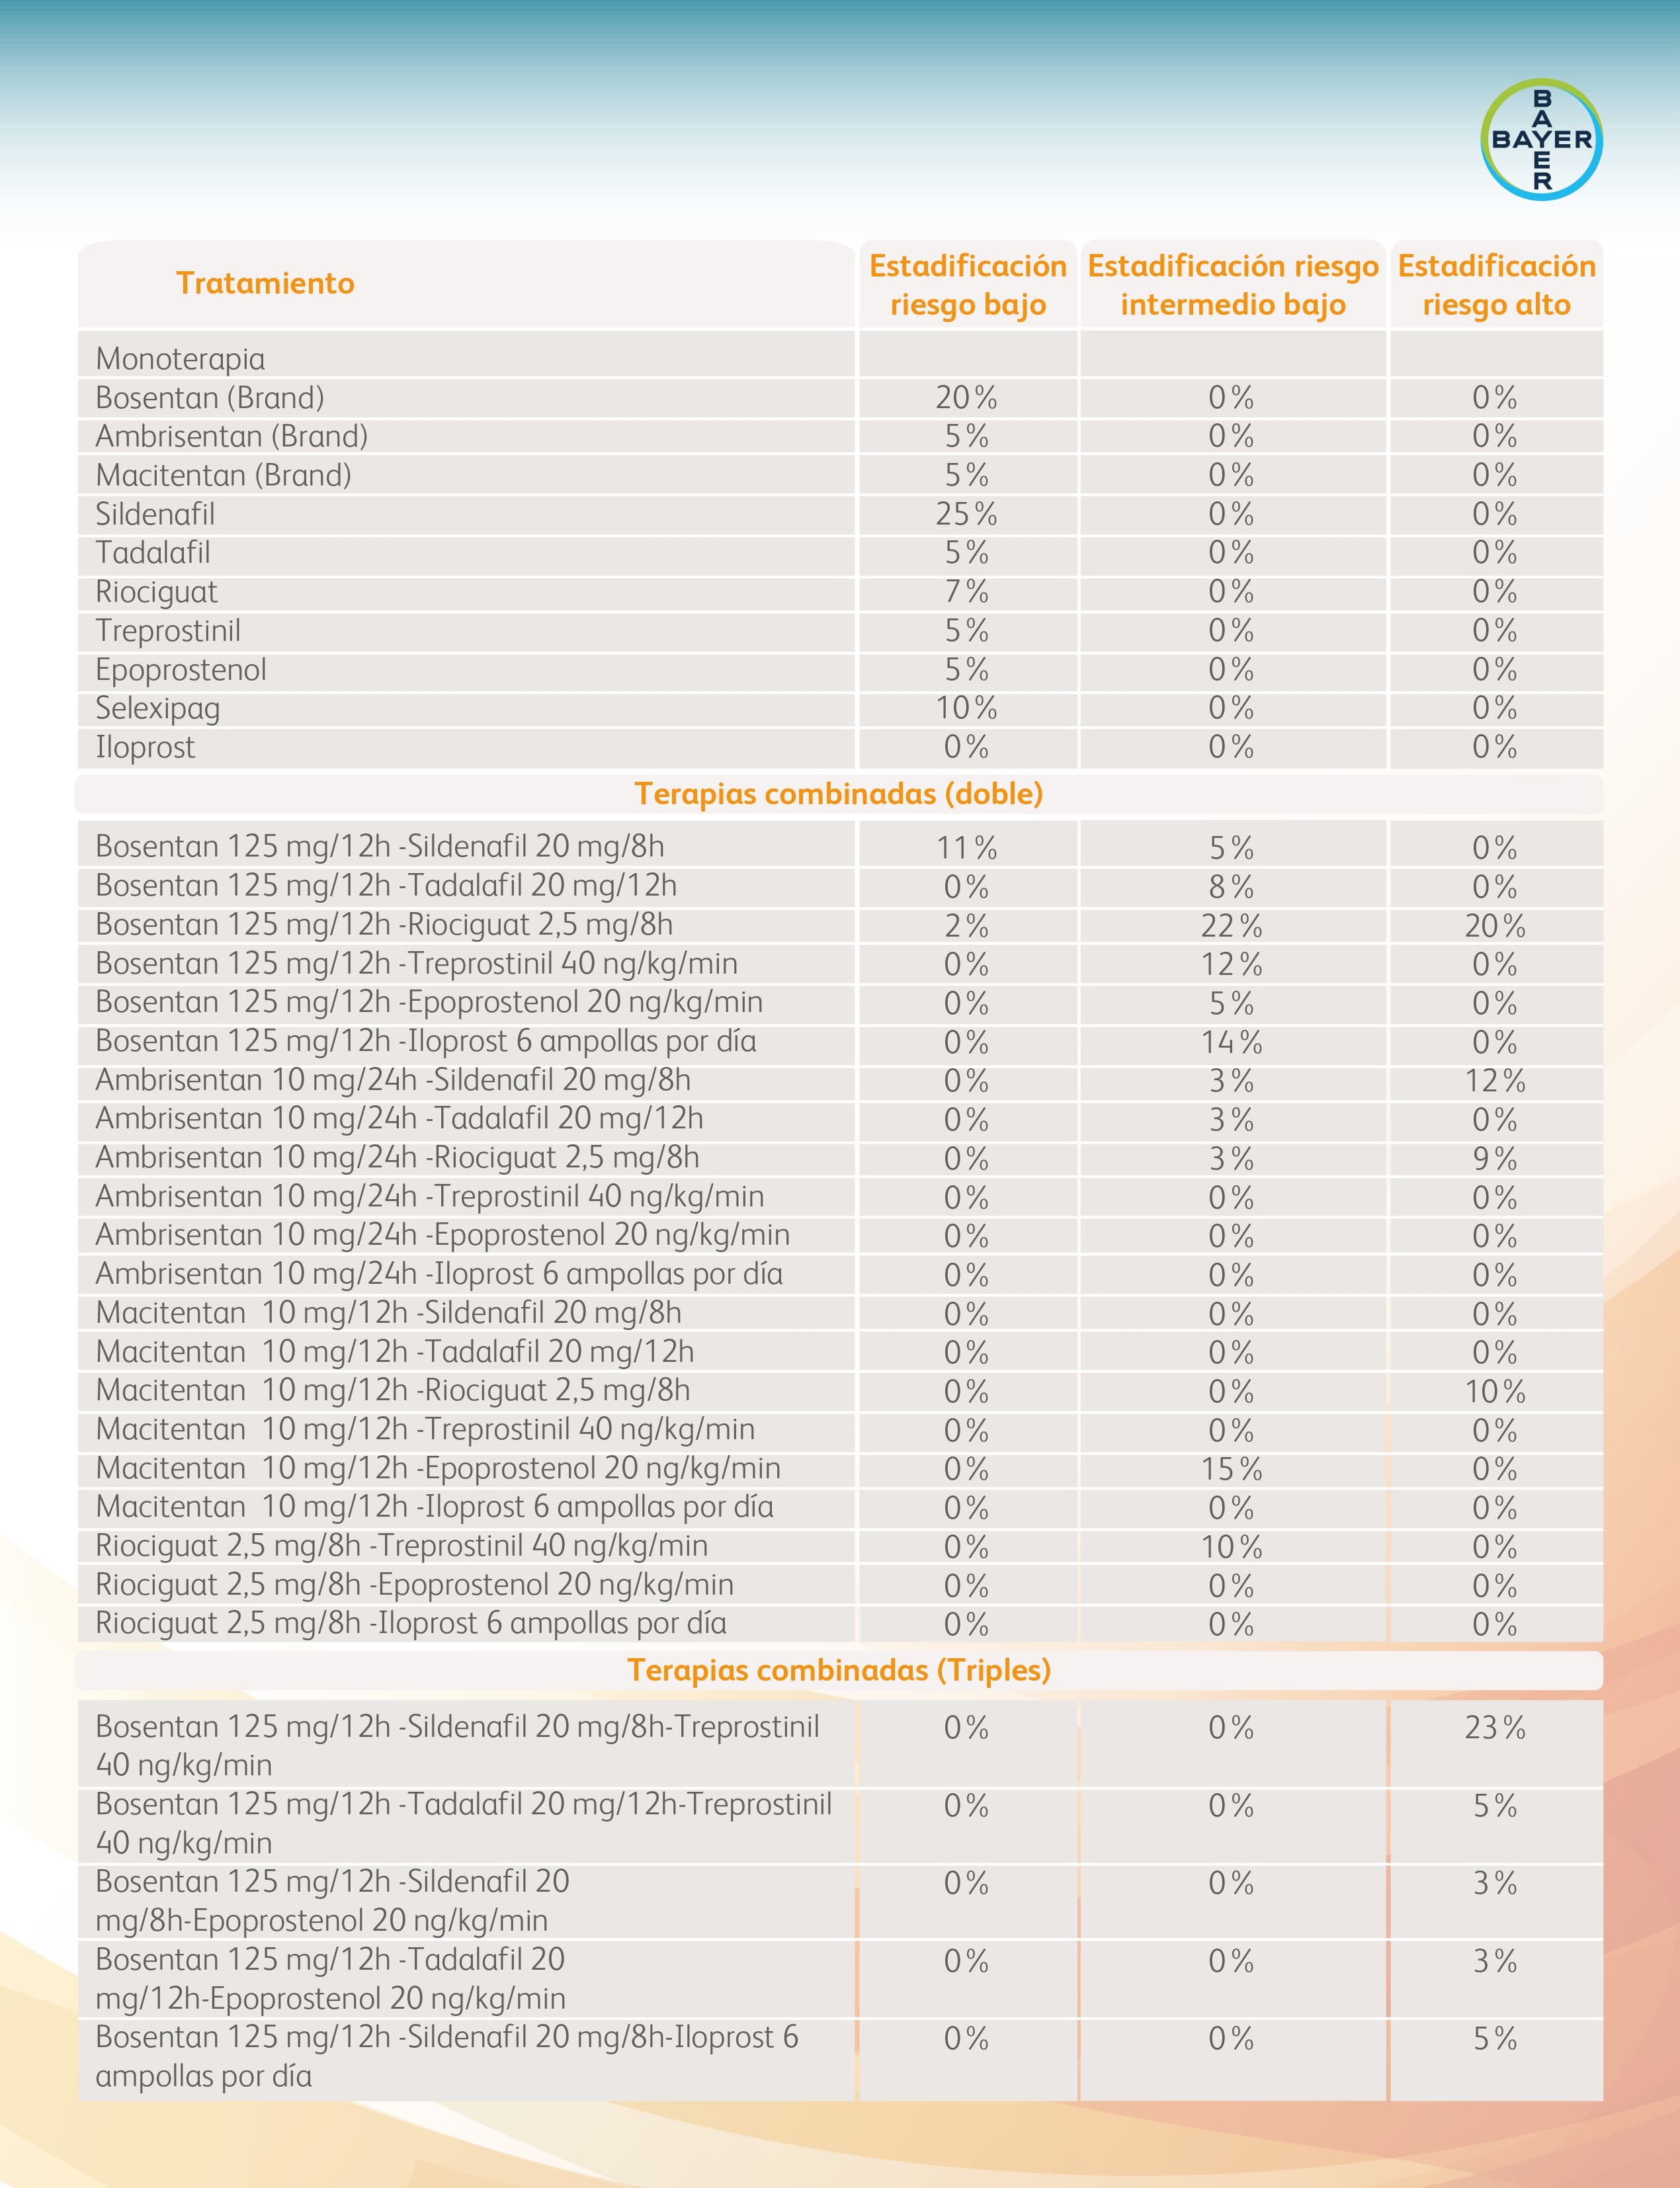 B
A
BAYER
E
R
Tratamiento
Estadificación riesgo bajo
Estadificación riesgo intermedio bajo
Estadificación riesgo alto
Monoterapia
Bosentan (Brand) 20% 0% 0%
Ambrisentan (Brand) 5% 0% 0%
Macitentan (Brand) 5% 0% 0%
Sildenafil 25% 0% 0%
Tadalafil 5% 0% 0%
Riociguat 7% 0% 0%
Treprostinil 5% 0% 0%
Epoprostenol 5% 0% 0%
Selexipag 10% 0% 0%
Iloprost 0% 0% 0%
Terapias combinadas (doble)
Bosentan 125 mg/12h -Sildenafil 20 mg/8h 11% 5% 0%
Bosentan 125 mg/12h -Tadalafil 20 mg/12h 0% 8% 0%
Bosentan 125 mg/12h -Riociguat 2,5 mg/8h 2% 22% 20%
Bosentan 125 mg/12h -Treprostinil 40 ng/kg/min 0% 12% 0%
Bosentan 125 mg/12h -Epoprostenol 20 ng/kg/min 0% 5% 0%
Bosentan 125 mg/12h -Iloprost 6 ampollas por día 0% 14% 0%
Ambrisentan 10 mg/24h -Sildenafil 20 mg/8h 0% 3% 12%
Ambrisentan 10 mg/24h -Tadalafil 20 mg/12h 0% 3% 0%
Ambrisentan 10 mg/24h -Riociguat 2,5 mg/8h 0% 3% 9%
Ambrisentan 10 mg/24h -Treprostinil 40 ng/kg/min 0% 0% 0%
Ambrisentan 10 mg/24h -Epoprostenol 20 ng/kg/min 0% 0% 0%
Ambrisentan 10 mg/24h -Iloprost 6 ampollas por día 0% 0% 0%
Macitentan 10 mg/12h -Sildenafil 20 mg/8h 0% 0% 0%
Macitentan 10 mg/12h -Tadalafil 20 mg/12h 0% 0% 0%
Macitentan 10 mg/12h -Riociguat 2,5 mg/8h 0% 0% 10%
Macitentan 10 mg/12h -Treprostinil 40 ng/kg/min 0% 0% 0%
Macitentan 10 mg/12h -Epoprostenol 20 ng/kg/min 0% 15% 0%
Macitentan 10 mg/12h -Iloprost 6 ampollas por día 0% 0% 0%
Riociguat 2,5 mg/8h -Treprostinil 40 ng/kg/min 0% 10% 0%
Riociguat 2,5 mg/8h -Epoprostenol 20 ng/kg/min 0% 0% 0%
Riociguat 2,5 mg/8h -Iloprost 6 ampollas por día 0% 0% 0%
Terapias combinadas (Triples)
Bosentan 125 mg/12h -Sildenafil 20 mg/8h-Treprostinil 0% 0% 23%
40 ng/kg/min
Bosentan 125 mg/12h -Tadalafil 20 mg/12h-Treprostinil 0% 0% 5%
40 ng/kg/min
Bosentan 125 mg/12h -Sildenafil 20 0% 0% 3%
mg/8h-Epoprostenol 20 ng/kg/min
Bosentan 125 mg/12h -Tadalafil 20 0% 0% 3%
mg/12h-Epoprostenol 20 ng/kg/min
Bosentan 125 mg/12h -Sildenafil 20 mg/8h-Iloprost 6 0% 0% 5%
ampollas por día